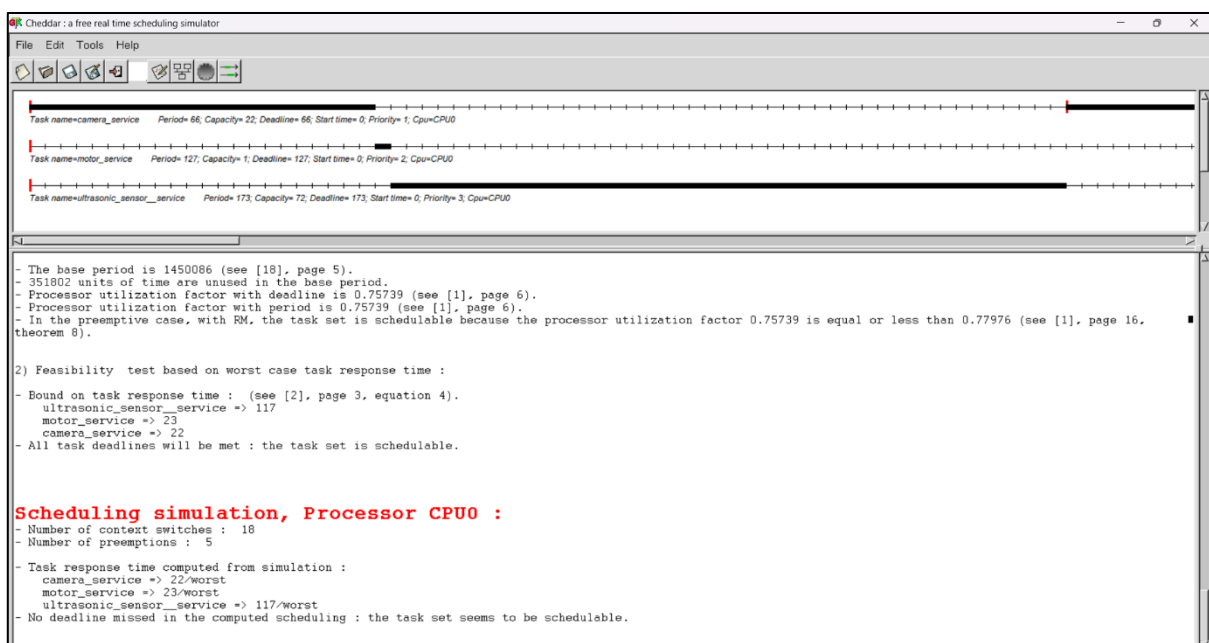 Cheddar : a free real time scheduling simulator
File Edit Tools Help
Task name=camera_service Period= 66; Capacity= 22; Deadline= 66; Start time= 0; Priority= 1; Cpu=CPU0
Task name=motor_service Period= 127; Capacity= 1; Deadline= 127; Start time= 0; Priority= 2; Cpu=CPU0
Task name=ultrasonic_sensor__service Period= 173; Capacity= 72; Deadline= 173; Start time= 0; Priority= 3; Cpu=CPU0
- The base period is 1450086 (see [18], page 5).
- 351802 units of time are unused in the base period.
- Processor utilization factor with deadline is 0.75739 (see [1], page 6).
- Processor utilization factor with period is 0.75739 (see [1], page 6).
- In the preemptive case, with RM, the task set is schedulable because the processor utilization factor 0.75739 is equal or less than 0.77976 (see [1], page 16,
theorem 8).
2) Feasibility test based on worst case task response time :
- Bound on task response time : (see [2], page 3, equation 4).
ultrasonic_sensor__service => 117
motor_service => 23
camera_service => 22
- All task deadlines will be met : the task set is schedulable.
Scheduling simulation, Processor CPU0 :
- Number of context switches : 18
- Number of preemptions : 5
- Task response time computed from simulation :
camera_service => 22/worst
motor_service => 23/worst
ultrasonic_sensor__service => 117/worst
- No deadline missed in the computed scheduling : the task set seems to be schedulable.